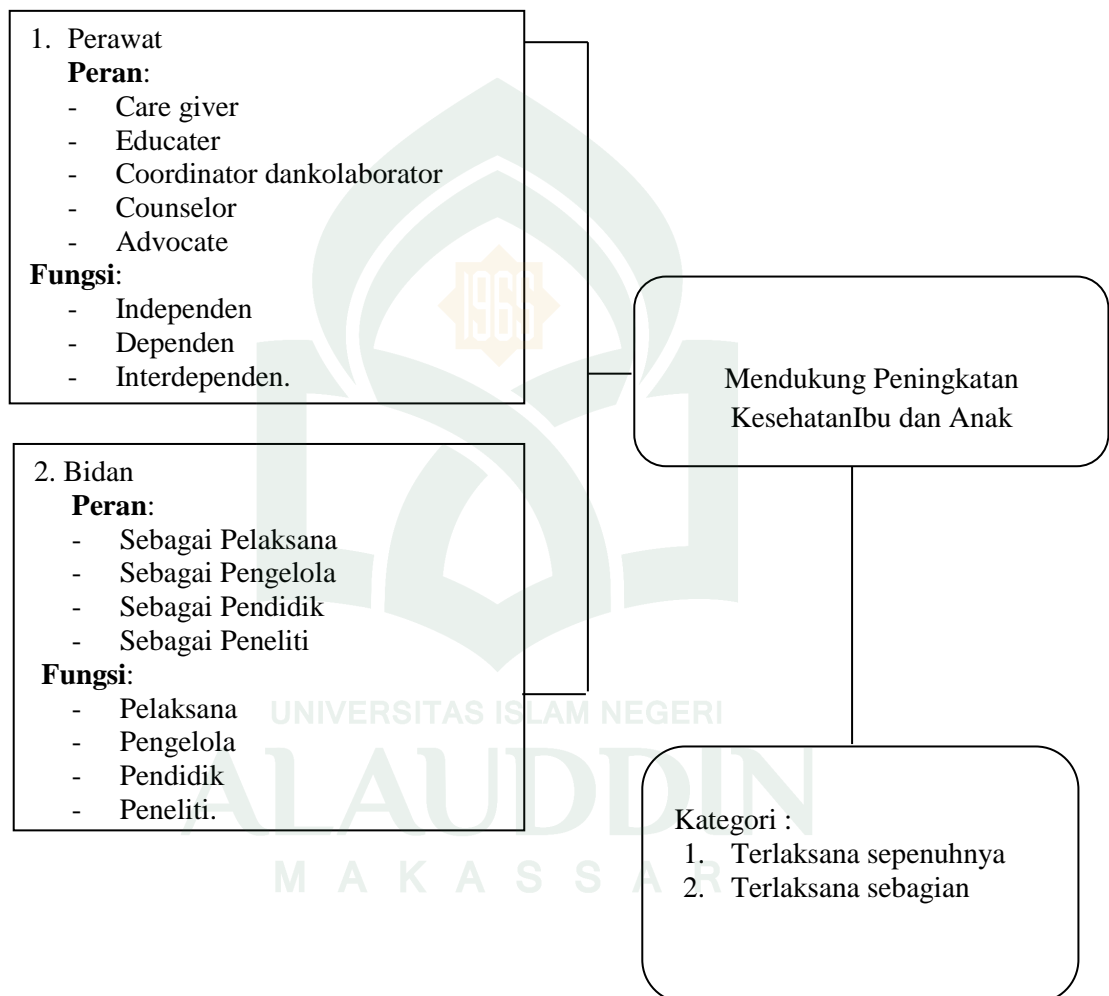 1. Perawat
Peran:
- Care giver
- Educater
- Coordinator dankolaborator
- Counselor
- Advocate
Fungsi:
- Independen
- Dependen
- Interdependen.
2. Bidan
Peran:
- Sebagai Pelaksana
- Sebagai Pengelola
- Sebagai Pendidik
- Sebagai Peneliti
Fungsi:
- Pelaksana
- Pengelola
- Pendidik
- Peneliti.
Mendukung Peningkatan
KesehatanIbu dan Anak
Kategori :
1. Terlaksana sepenuhnya
2. Terlaksana sebagian
1965
UNIVERSITAS ISLAM NEGERI
ALAUDDIN
MAKASSAR